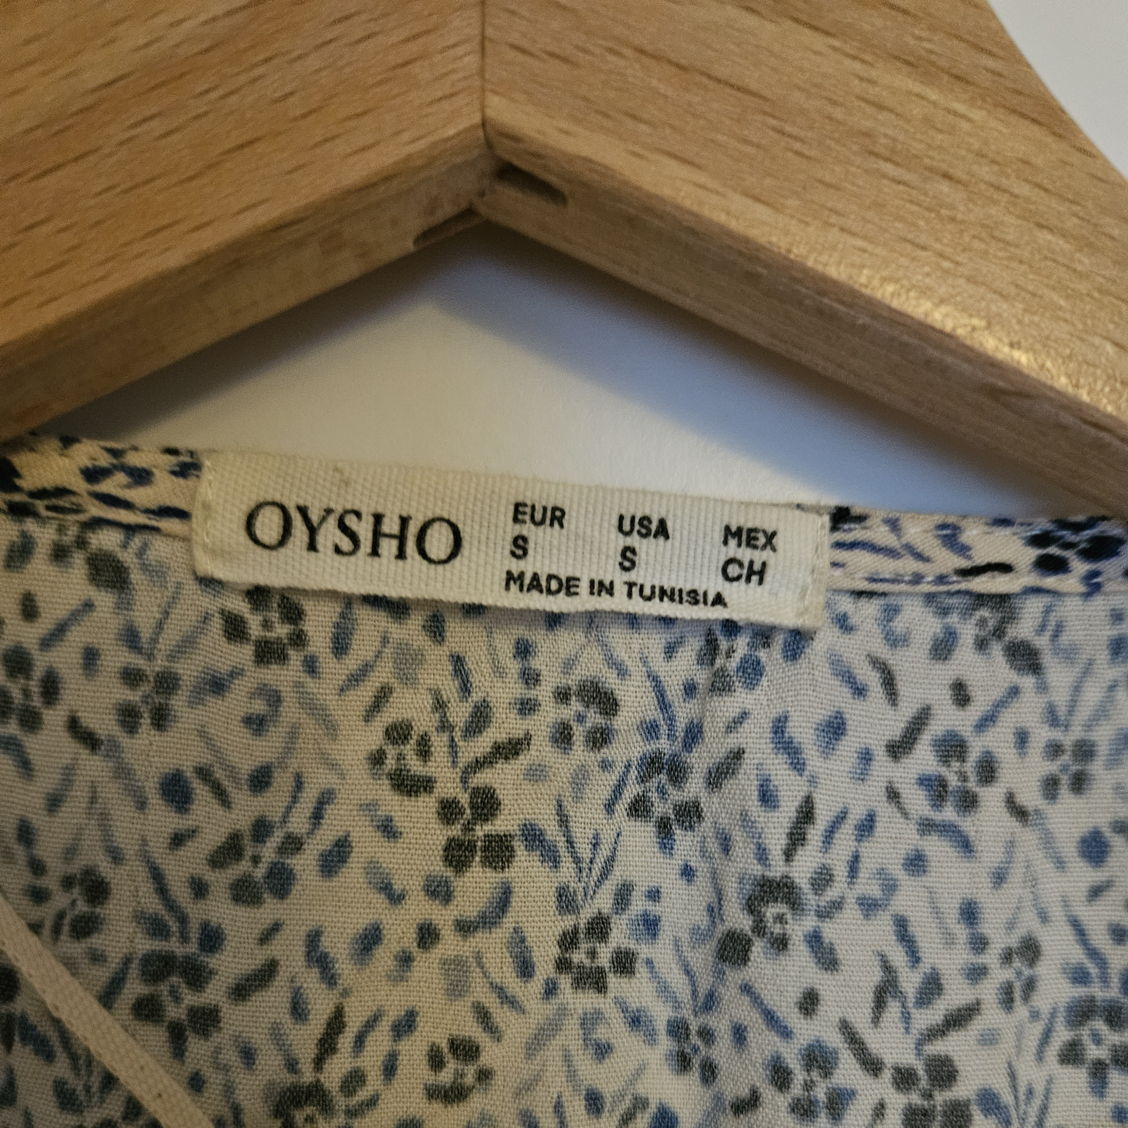 OYSHO
EUR USA MEX
S S CH
MADE IN TUNISIA